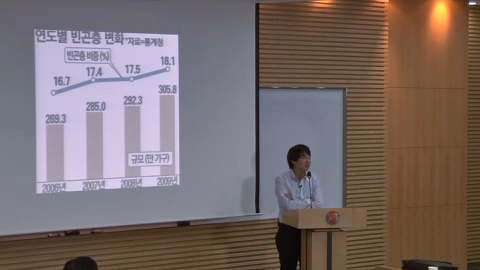 연도별 빈곤층 변화 *자료=통계청
빈곤층 비중(%)
16.7 17.4 17.5 18.1
269.3 285.0 292.3 305.8
규모(만 가구)
2006년 2007년 2008년 2009년